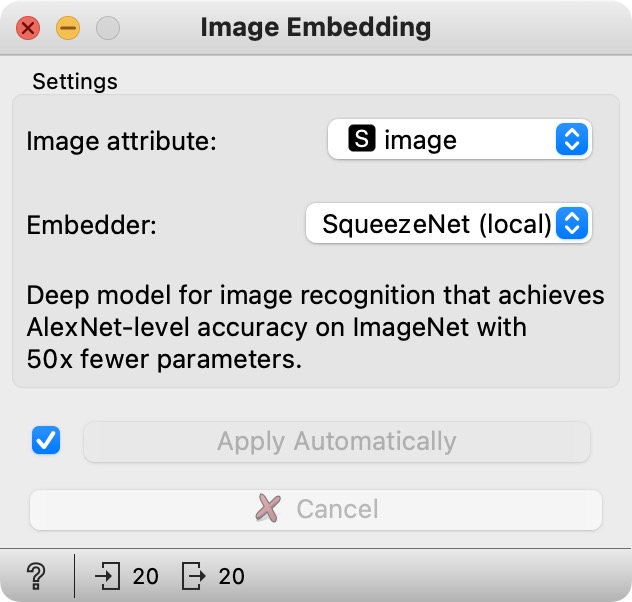 Image Embedding
Settings
Image attribute: S image
Embedder: SqueezeNet (local)
Deep model for image recognition that achieves
AlexNet-level accuracy on ImageNet with
50x fewer parameters.
Apply Automatically
Cancel
? 20 20